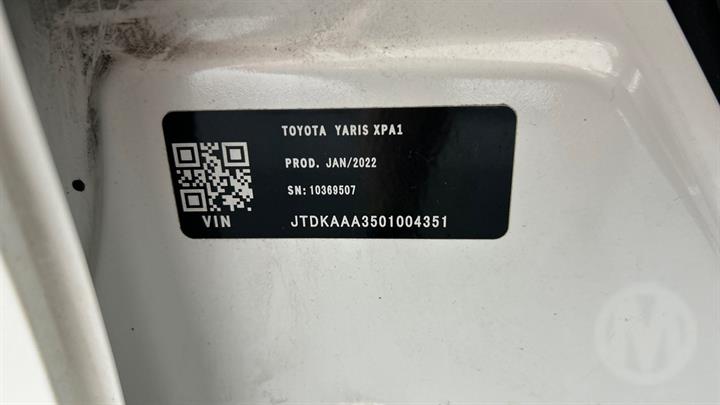 TOYOTA YARIS XPA1
PROD. JAN/2022
SN: 10369507
VIN JTDKAAA3501004351
M